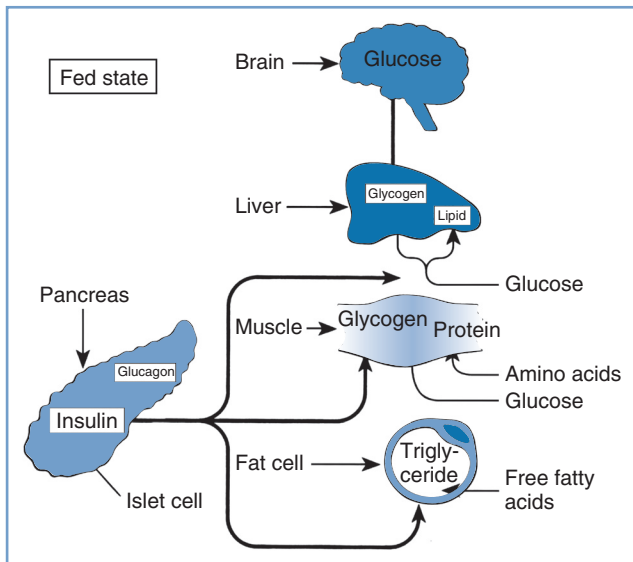 Fed state
Brain
Glucose
Liver
Glycogen
Lipid
Glucose
Pancreas
Muscle
Glycogen
Protein
Glucagon
Insulin
Amino acids
Glucose
Fat cell
Trigly-
ceride
Free fatty
acids
Islet cell